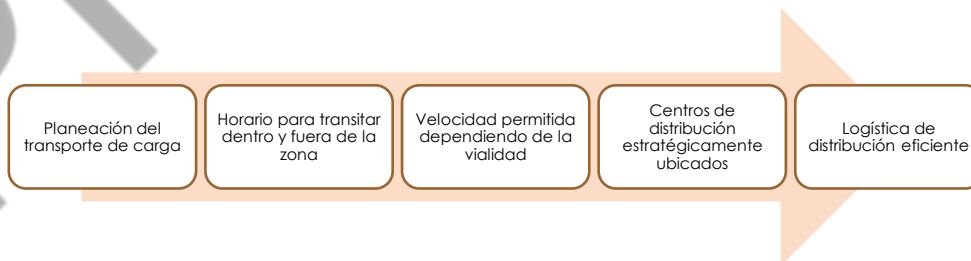 Planeación del
transporte de carga
Horario para transitar
dentro y fuera de la
zona
Velocidad permitida
dependiendo de la
vialidad
Centros de
distribución
estratégicamente
ubicados
Logística de
distribución eficiente